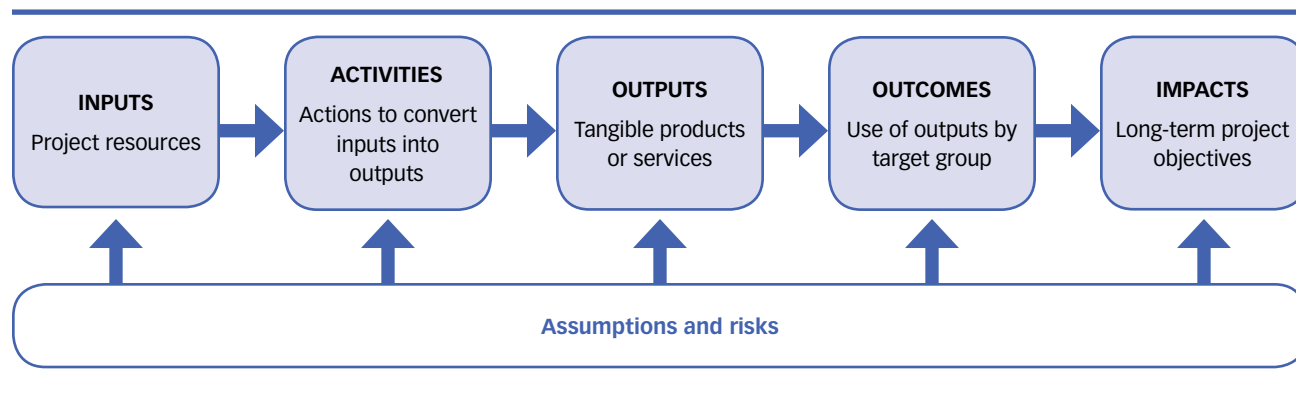 INPUTS
Project resources
ACTIVITIES
Actions to convert
inputs into
outputs
OUTPUTS
Tangible products
or services
OUTCOMES
Use of outputs by
target group
IMPACTS
Long-term project
objectives
Assumptions and risks